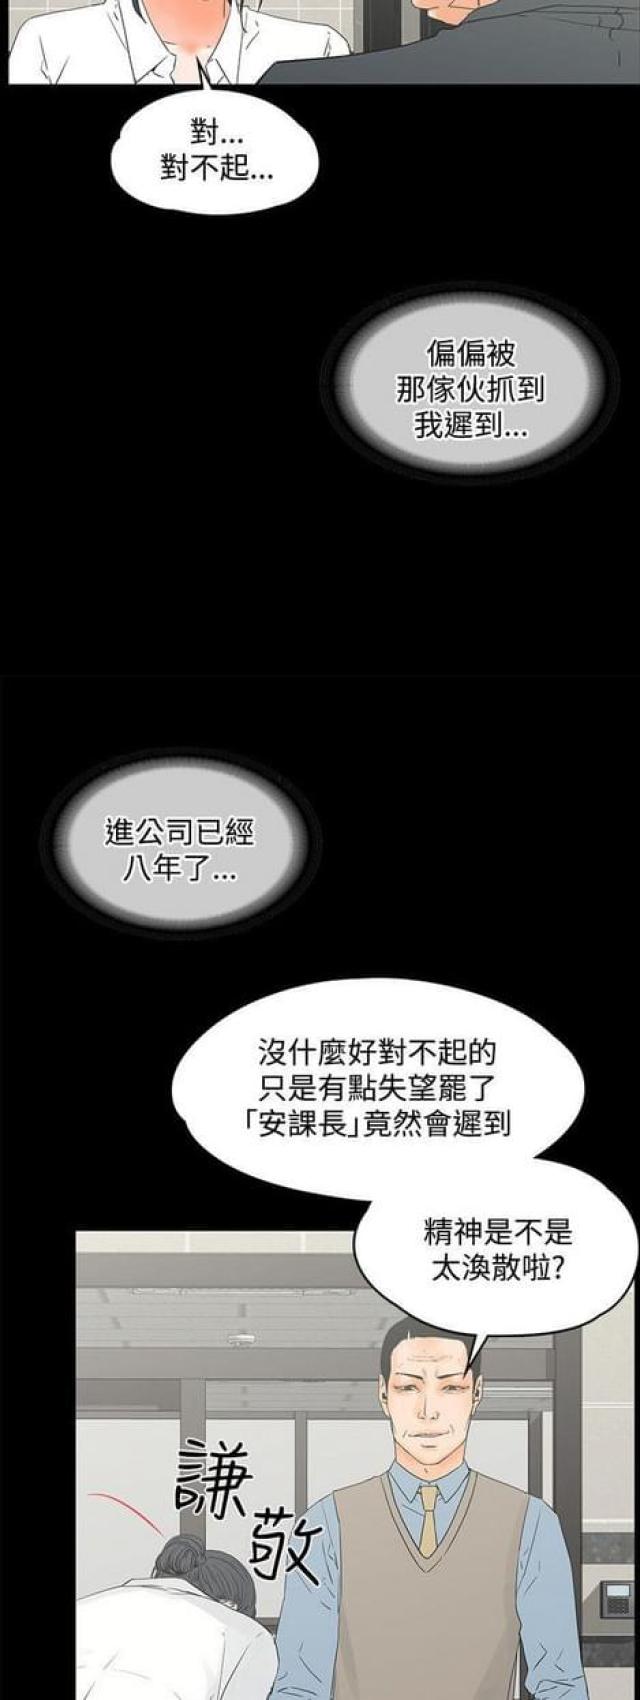 對...
對不起...
偏偏被
那傢伙抓到
我遲到...
進公司已經
八年了...
沒什麼好對不起的
只是有點失望罷了
「安課長」竟然會遲到
精神是不是
太渙散啦?
謙
敬